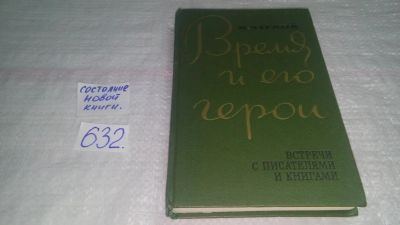 состояние
новой
книги.
632.
Время
и его
герои
ВСТРЕЧИ
С ПИСАТЕЛЯМИ
И КНИГАМИ